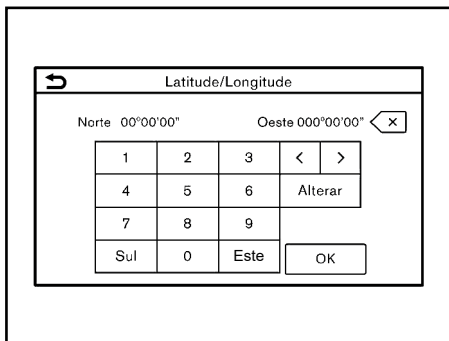 Latitude/Longitude
Norte 00°00'00" Oeste 000°00'00" ×
1 2 3 < >
4 5 6 Alterar
7 8 9
Sul 0 Este OK